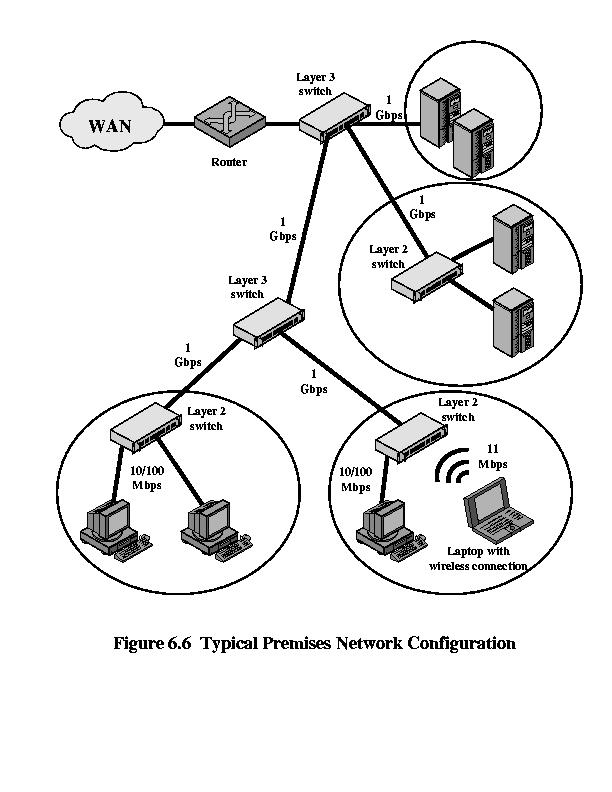 Layer 3
switch
1
Gbps
WAN
Router
1
Gbps
1
Gbps
Layer 2
switch
Layer 3
switch
1
Gbps
1
Gbps
Layer 2
switch
Layer 2
switch
10/100
Mbps
10/100
Mbps
11
Mbps
Laptop with
wireless connection
Figure 6.6 Typical Premises Network Configuration